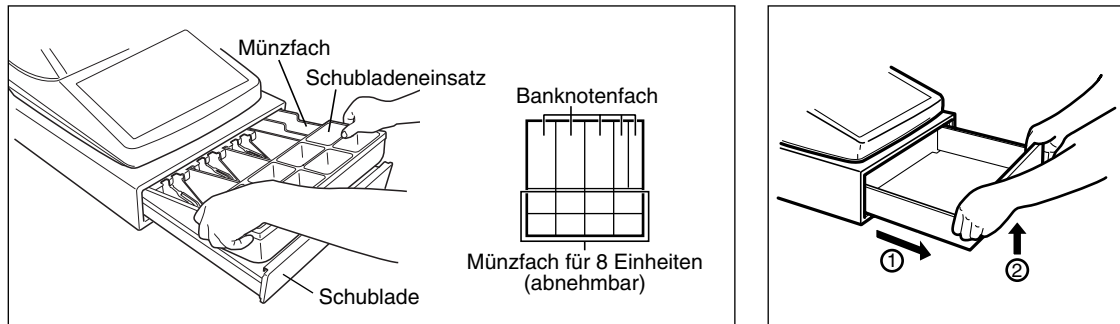 Münzfach
Schubladeneinsatz
Banknotenfach
Münzfach für 8 Einheiten
(abnehmbar)
Schublade
①
②